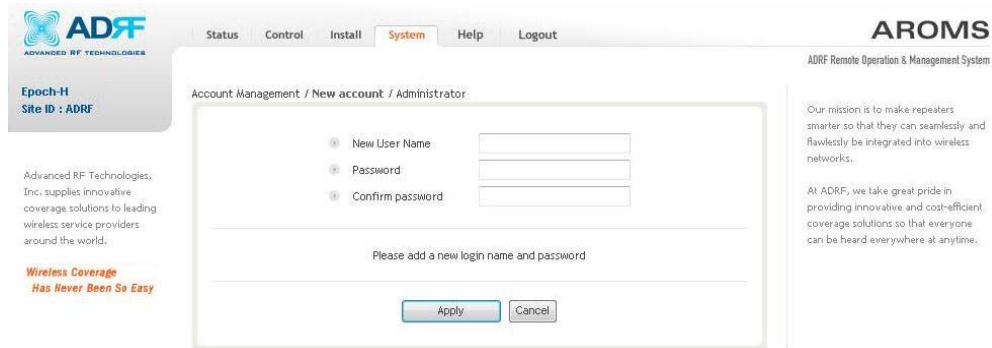 ADRF
ADVANCED RF TECHNOLOGIES
Status Control Install System Help Logout
AROMS
ADRF Remote Operation & Management System
Epoch-H
Site ID : ADRF
Account Management / New account / Administrator
New User Name
Password
Confirm password
Please add a new login name and password
Apply Cancel
Advanced RF Technologies,
Inc. supplies innovative
coverage solutions to leading
wireless service providers
around the world.
Wireless Coverage
Has Never Been So Easy
Our mission is to make repeaters
smarter so that they can seamlessly and
flawlessly be integrated into wireless
networks.
At ADRF, we take great pride in
providing innovative and cost-efficient
coverage solutions so that everyone
can be heard everywhere at anytime.